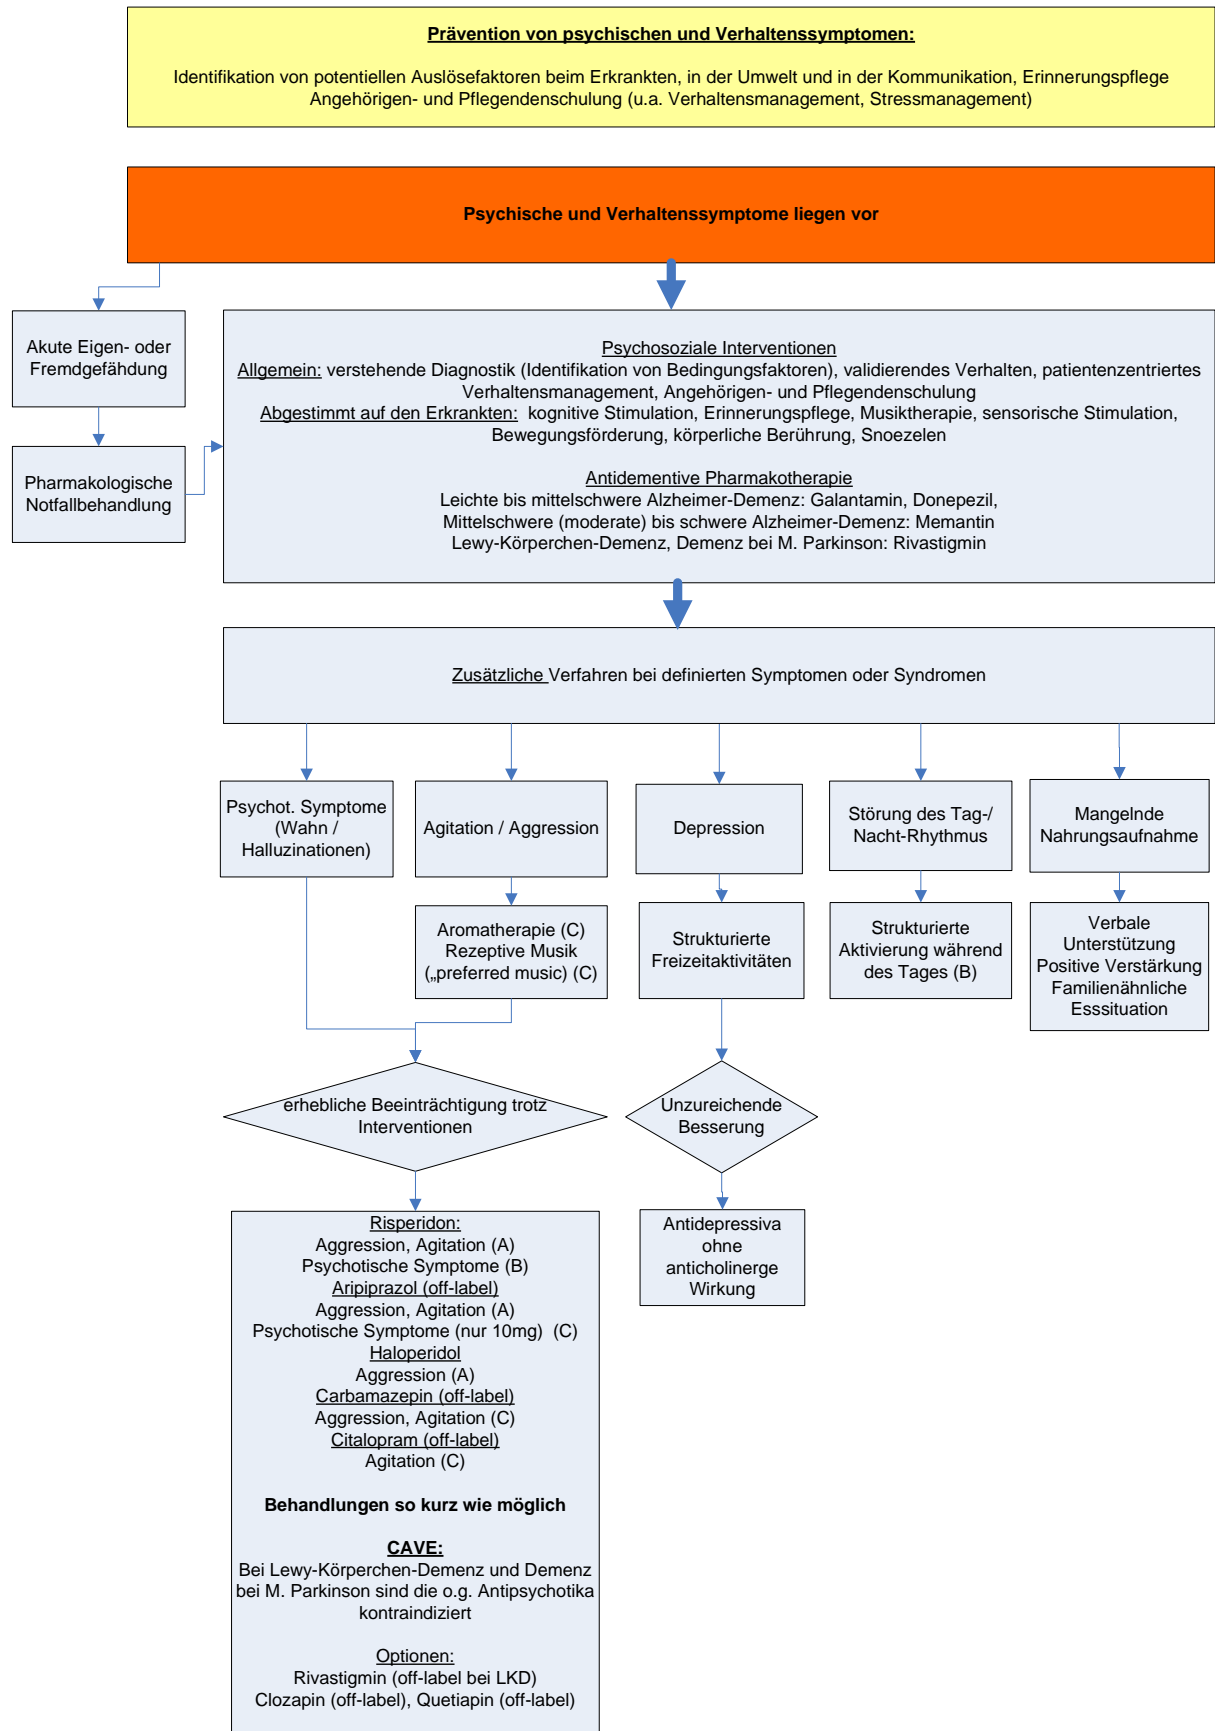 Prävention von psychischen und Verhaltenssymptomen:
Identifikation von potentiellen Auslösefaktoren beim Erkrankten, in der Umwelt und in der Kommunikation, Erinnerungspflege
Angehörigen- und Pflegendenschulung (u.a. Verhaltensmanagement, Stressmanagement)
Psychische und Verhaltenssymptome liegen vor
Akute Eigen- oder
Fremdgefähdung
Pharmakologische
Notfallbehandlung
Psychosoziale Interventionen
Allgemein: verstehende Diagnostik (Identifikation von Bedingungsfaktoren), validierendes Verhalten, patientenzentriertes
Verhaltensmanagement, Angehörigen- und Pflegendenschulung
Abgestimmt auf den Erkrankten: kognitive Stimulation, Erinnerungspflege, Musiktherapie, sensorische Stimulation,
Bewegungsförderung, körperliche Berührung, Snoezelen
Antidementive Pharmakotherapie
Leichte bis mittelschwere Alzheimer-Demenz: Galantamin, Donepezil,
Mittelschwere (moderate) bis schwere Alzheimer-Demenz: Memantin
Lewy-Körperchen-Demenz, Demenz bei M. Parkinson: Rivastigmin
Zusätzliche Verfahren bei definierten Symptomen oder Syndromen
Psychot. Symptome
(Wahn /
Halluzinationen)
Agitation / Aggression
Depression
Störung des Tag-/
Nacht-Rhythmus
Mangelnde
Nahrungsaufnahme
Aromatherapie (C)
Rezeptive Musik
(„preferred music) (C)
Strukturierte
Freizeitaktivitäten
Strukturierte
Aktivierung während
des Tages (B)
Verbale
Unterstützung
Positive Verstärkung
Familienähnliche
Esssituation
erhebliche Beeinträchtigung trotz
Interventionen
Unzureichende
Besserung
Risperidon:
Aggression, Agitation (A)
Psychotische Symptome (B)
Aripiprazol (off-label)
Aggression, Agitation (A)
Psychotische Symptome (nur 10mg) (C)
Haloperidol
Aggression (A)
Carbamazepin (off-label)
Aggression, Agitation (C)
Citalopram (off-label)
Agitation (C)
Behandlungen so kurz wie möglich
CAVE:
Bei Lewy-Körperchen-Demenz und Demenz
bei M. Parkinson sind die o.g. Antipsychotika
kontraindiziert
Optionen:
Rivastigmin (off-label bei LKD)
Clozapin (off-label), Quetiapin (off-label)
Antidepressiva
ohne
anticholinerge
Wirkung